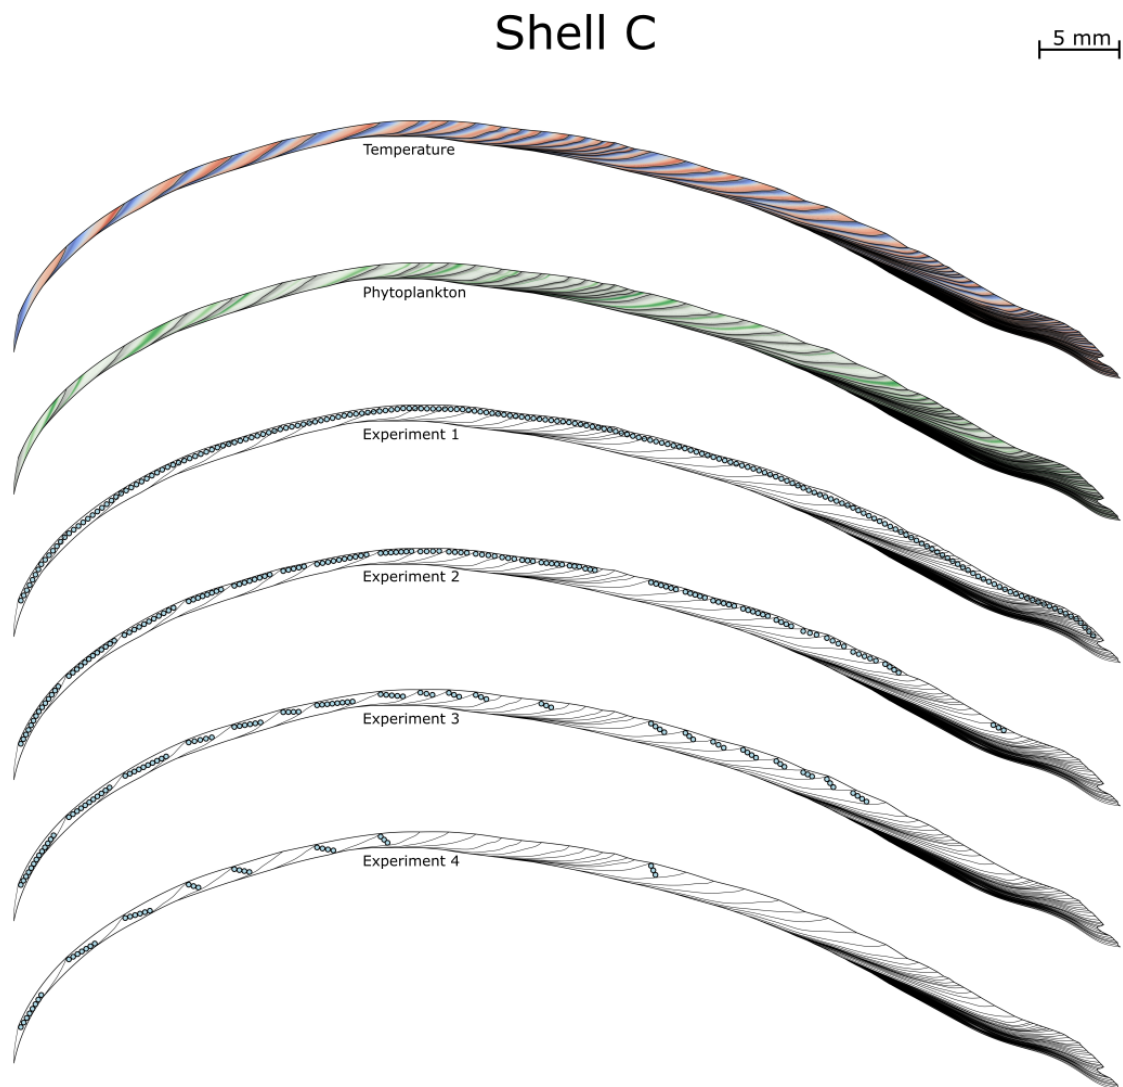 Shell C
5 mm
Temperature
Phytoplankton
Experiment 1
Experiment 2
Experiment 3
Experiment 4